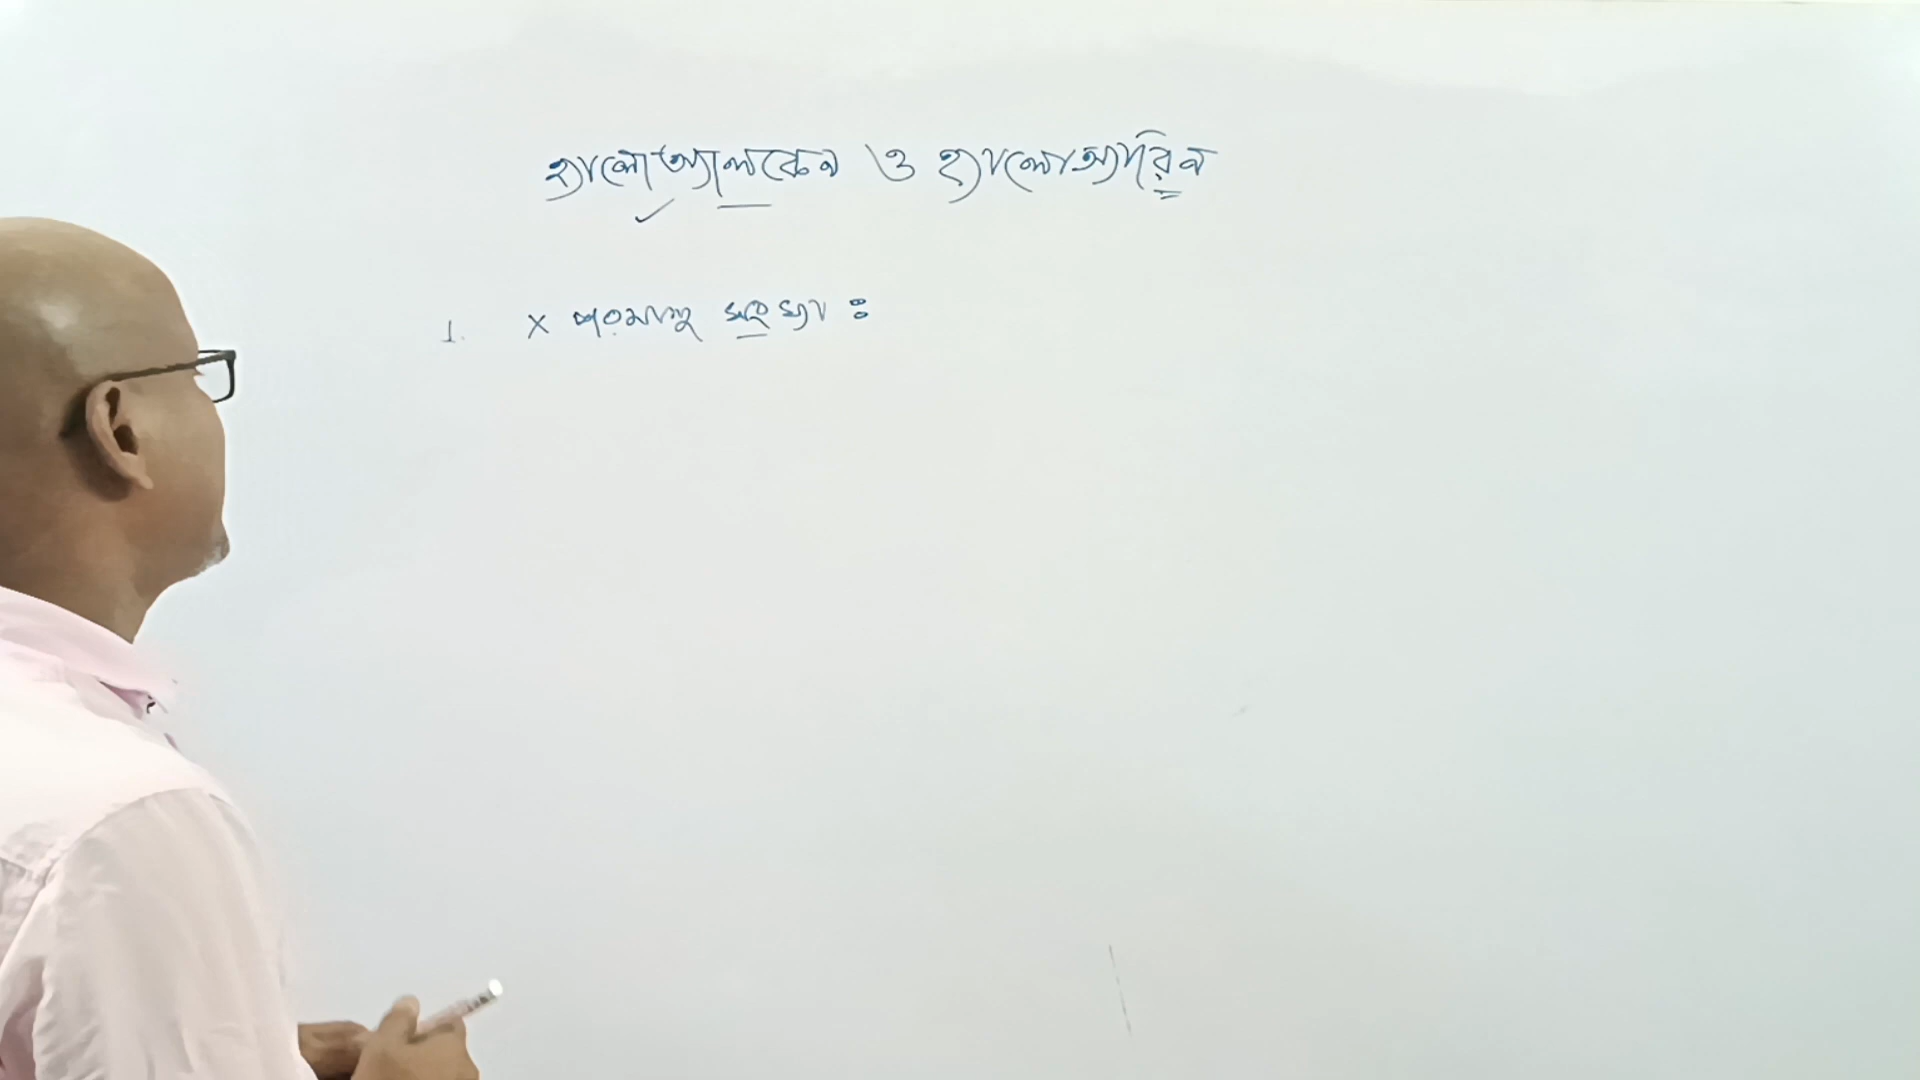 হ্যালোঅ্যালকেন ও হ্যালোঅ্যারিন
1. X পরমাণু সংখ্যা :